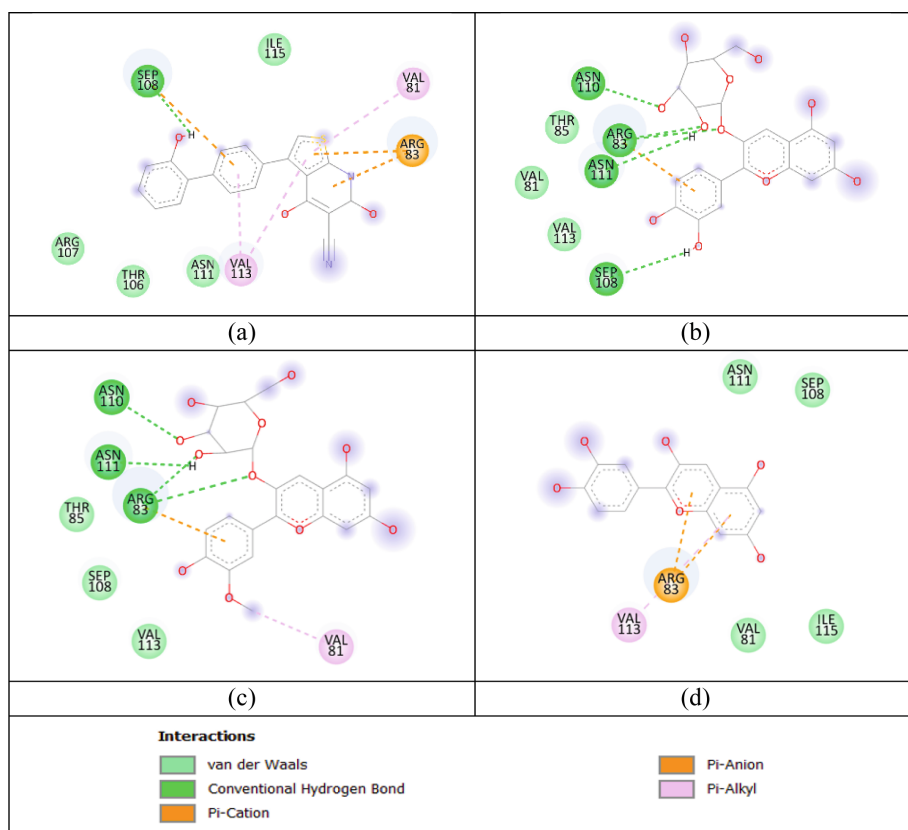 ILE
115
SEP
108
VAL
81
H
ARG
83
O
S
N
O
O
N
ARG
107
THR
106
ASN
111
VAL
113
(a)
O
O
ASN
110
O
O
O
THR
85
ARG
83
O
H
O
ASN
111
VAL
81
O
O
VAL
113
O
O
H
SEP
108
(b)
O
O
ASN
110
O
O
O
O
ASN
111
H
O
ARG
83
THR
85
O
O
O
SEP
108
O
VAL
113
VAL
81
(c)
ASN
111
SEP
108
O
O
O
O
O
O
ARG
83
VAL
113
VAL
81
ILE
115
(d)
Interactions
van der Waals
Conventional Hydrogen Bond
Pi-Cation
Pi-Anion
Pi-Alkyl